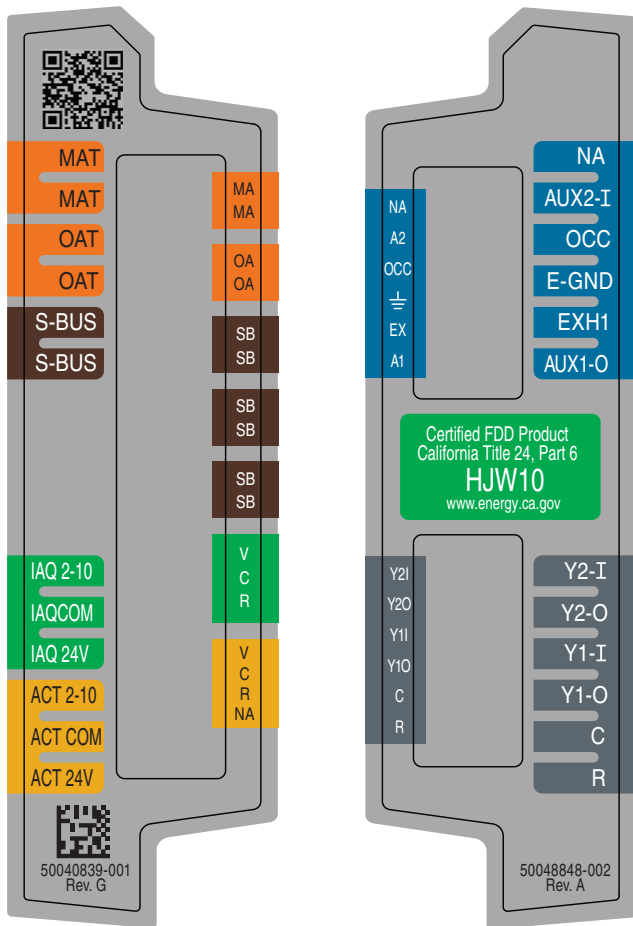 MAT
MAT
OAT
OAT
S-BUS
S-BUS
IAQ 2-10
IAQCOM
IAQ 24V
ACT 2-10
ACT COM
ACT 24V
50040839-001
Rev. G
MA
MA
OA
OA
SB
SB
SB
SB
SB
SB
V
C
R
V
C
R
NA
NA
A2
OCC
EX
A1
NA
AUX2-I
OCC
E-GND
EXH1
AUX1-O
Certified FDD Product
California Title 24, Part 6
HJW10
www.energy.ca.gov
Y2I
Y2O
Y1I
Y1O
C
R
Y2-I
Y2-O
Y1-I
Y1-O
C
R
50048848-002
Rev. A